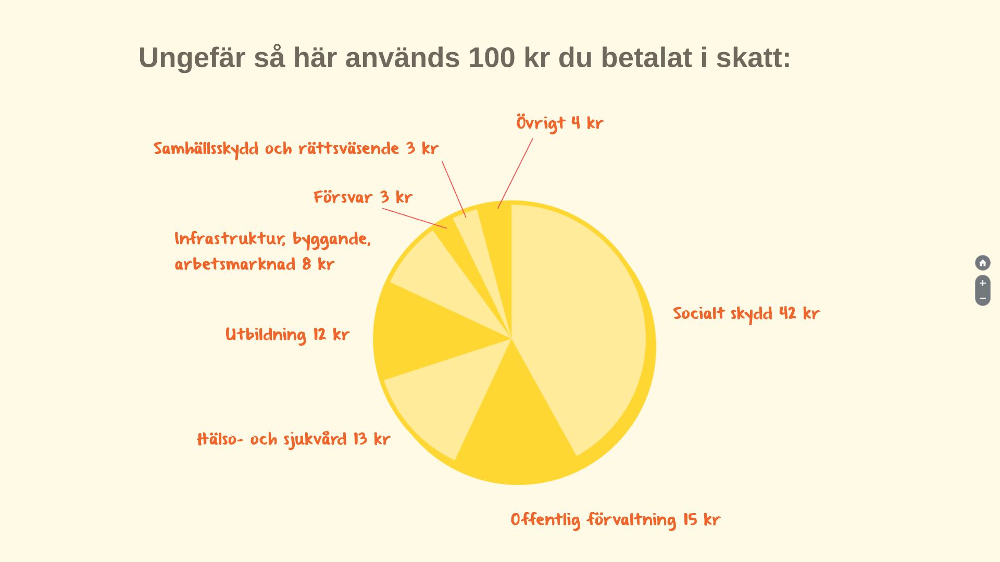 Ungefär så här används 100 kr du betalat i skatt:
Övrigt 4 kr
Samhällsskydd och rättsväsende 3 kr
Försvar 3 kr
Infrastruktur, byggande,
arbetsmarknad 8 kr
Socialt skydd 42 kr
Utbildning 12 kr
Hälso- och sjukvård 13 kr
Offentlig förvaltning 15 kr